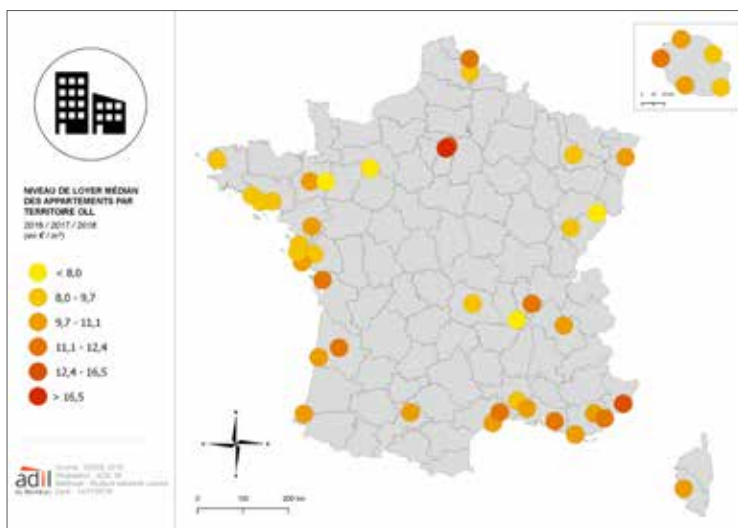 NIVEAU DE LOYER MÉDIAN
DES APPARTEMENTS PAR
TERRITOIRE OLL
2016 / 2017 / 2018
(en € / m²)
< 8,0
8,0 - 9,7
9,7 - 11,1
11,1 - 12,4
12,4 - 16,5
> 16,5
adil
du Morbihan
0 100 200 km